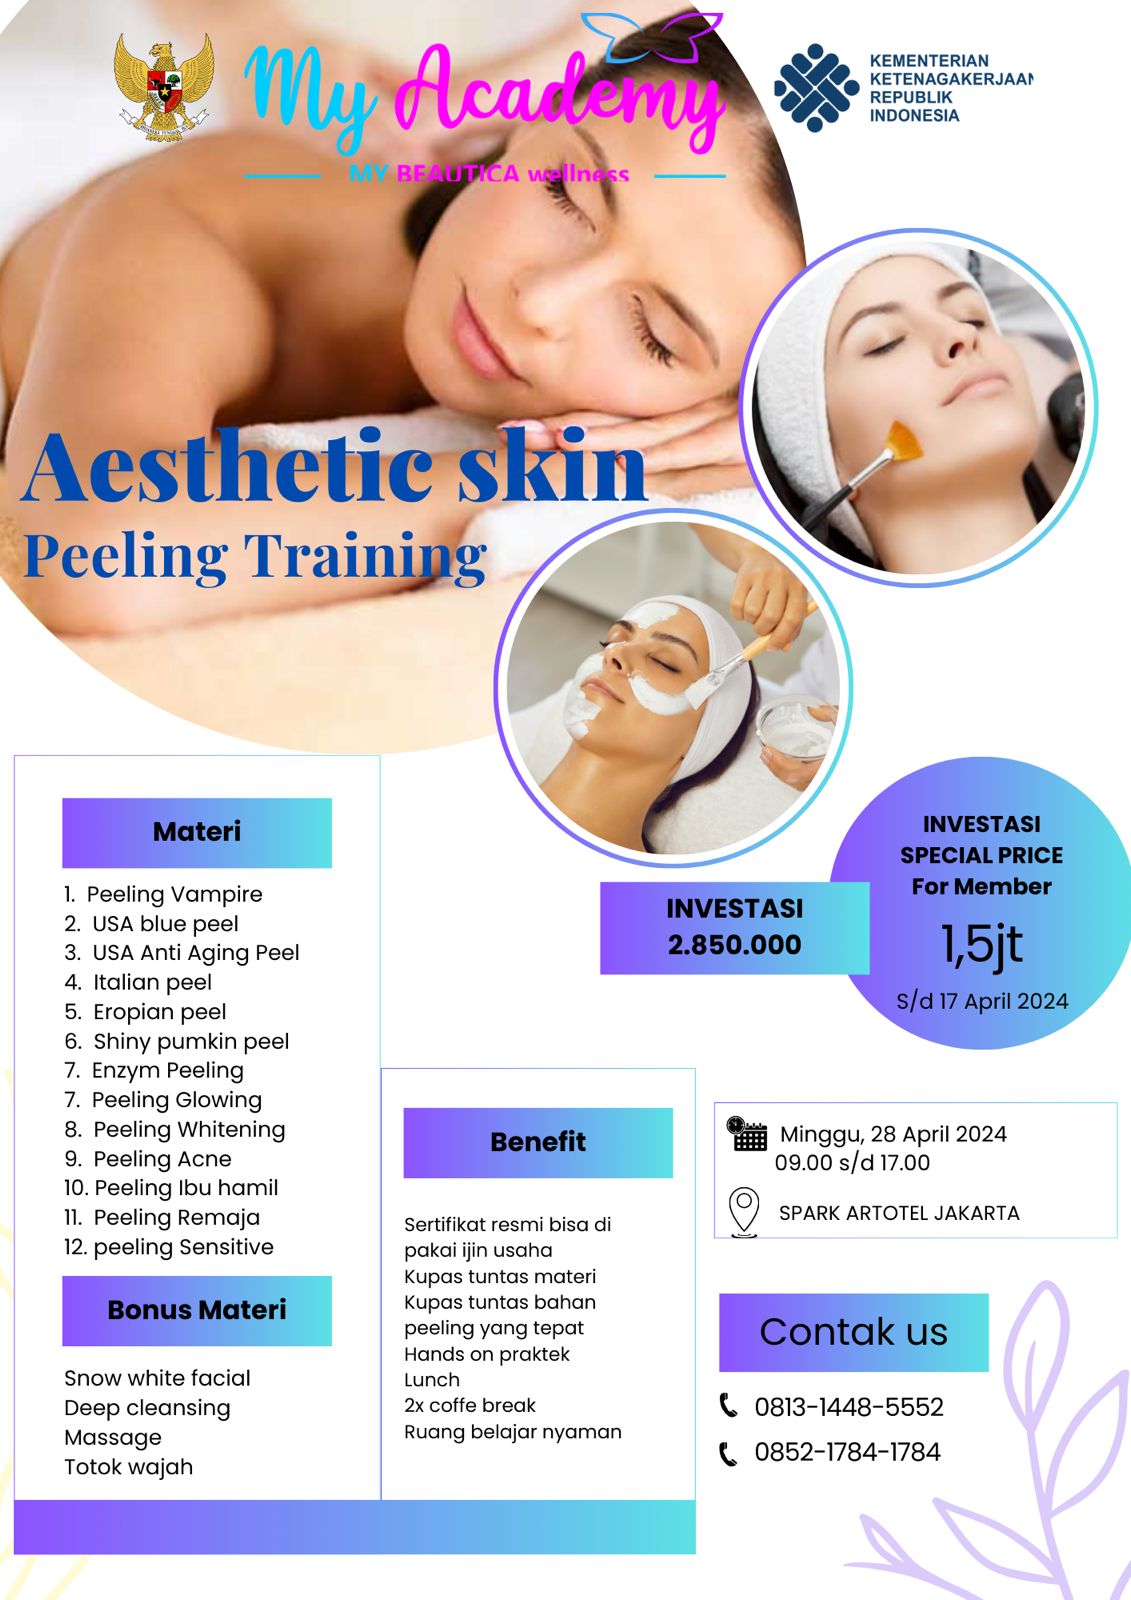 My Academy
MY BEAUTICA wellness
KEMENTERIAN
KETENAGAKERJAAN
REPUBLIK
INDONESIA
Aesthetic skin
Peeling Training
Materi
1. Peeling Vampire
2. USA blue peel
3. USA Anti Aging Peel
4. Italian peel
5. Eropian peel
6. Shiny pumkin peel
7. Enzym Peeling
7. Peeling Glowing
8. Peeling Whitening
9. Peeling Acne
10. Peeling Ibu hamil
11. Peeling Remaja
12. peeling Sensitive
Bonus Materi
Snow white facial
Deep cleansing
Massage
Totok wajah
Benefit
Sertifikat resmi bisa di
pakai ijin usaha
Kupas tuntas materi
Kupas tuntas bahan
peeling yang tepat
Hands on praktek
Lunch
2x coffe break
Ruang belajar nyaman
INVESTASI
2.850.000
INVESTASI
SPECIAL PRICE
For Member
1,5jt
S/d 17 April 2024
Minggu, 28 April 2024
09.00 s/d 17.00
SPARK ARTOTEL JAKARTA
Contak us
0813-1448-5552
0852-1784-1784